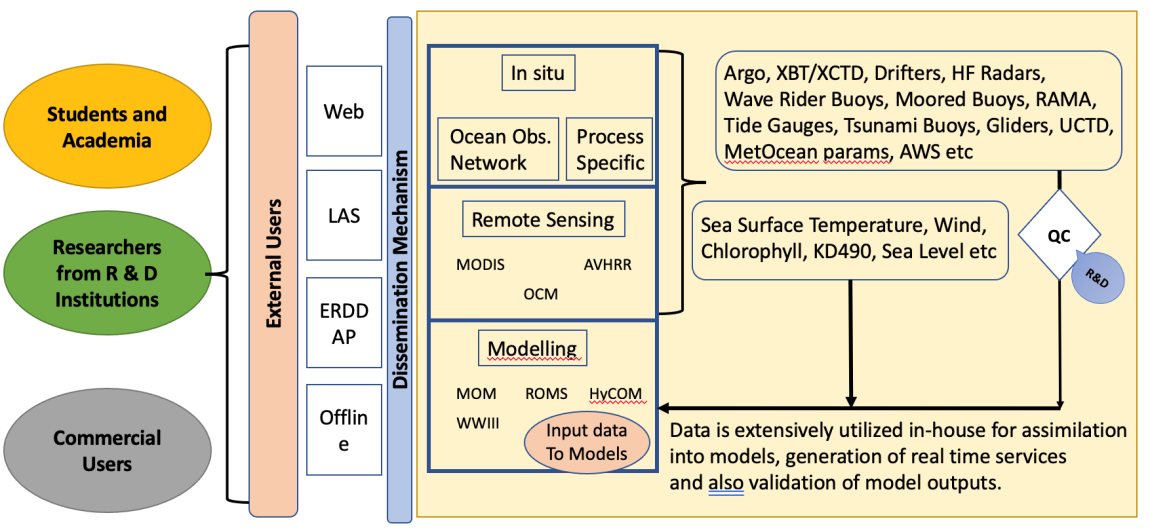 Students and
Academia
Researchers
from R & D
Institutions
Commercial
Users
External Users
Web
LAS
ERDD
AP
Offlin
e
Dissemination Mechanism
In situ
Ocean Obs.
Network
Process
Specific
Remote Sensing
MODIS
AVHRR
OCM
Modelling
MOM
ROMS
HyCOM
WWIII
Input data
To Models
Argo, XBT/XCTD, Drifters, HF Radars,
Wave Rider Buoys, Moored Buoys, RAMA,
Tide Gauges, Tsunami Buoys, Gliders, UCTD,
MetOcean params, AWS etc
Sea Surface Temperature, Wind,
Chlorophyll, KD490, Sea Level etc
QC
R&D
Data is extensively utilized in-house for assimilation
into models, generation of real time services
and also validation of model outputs.